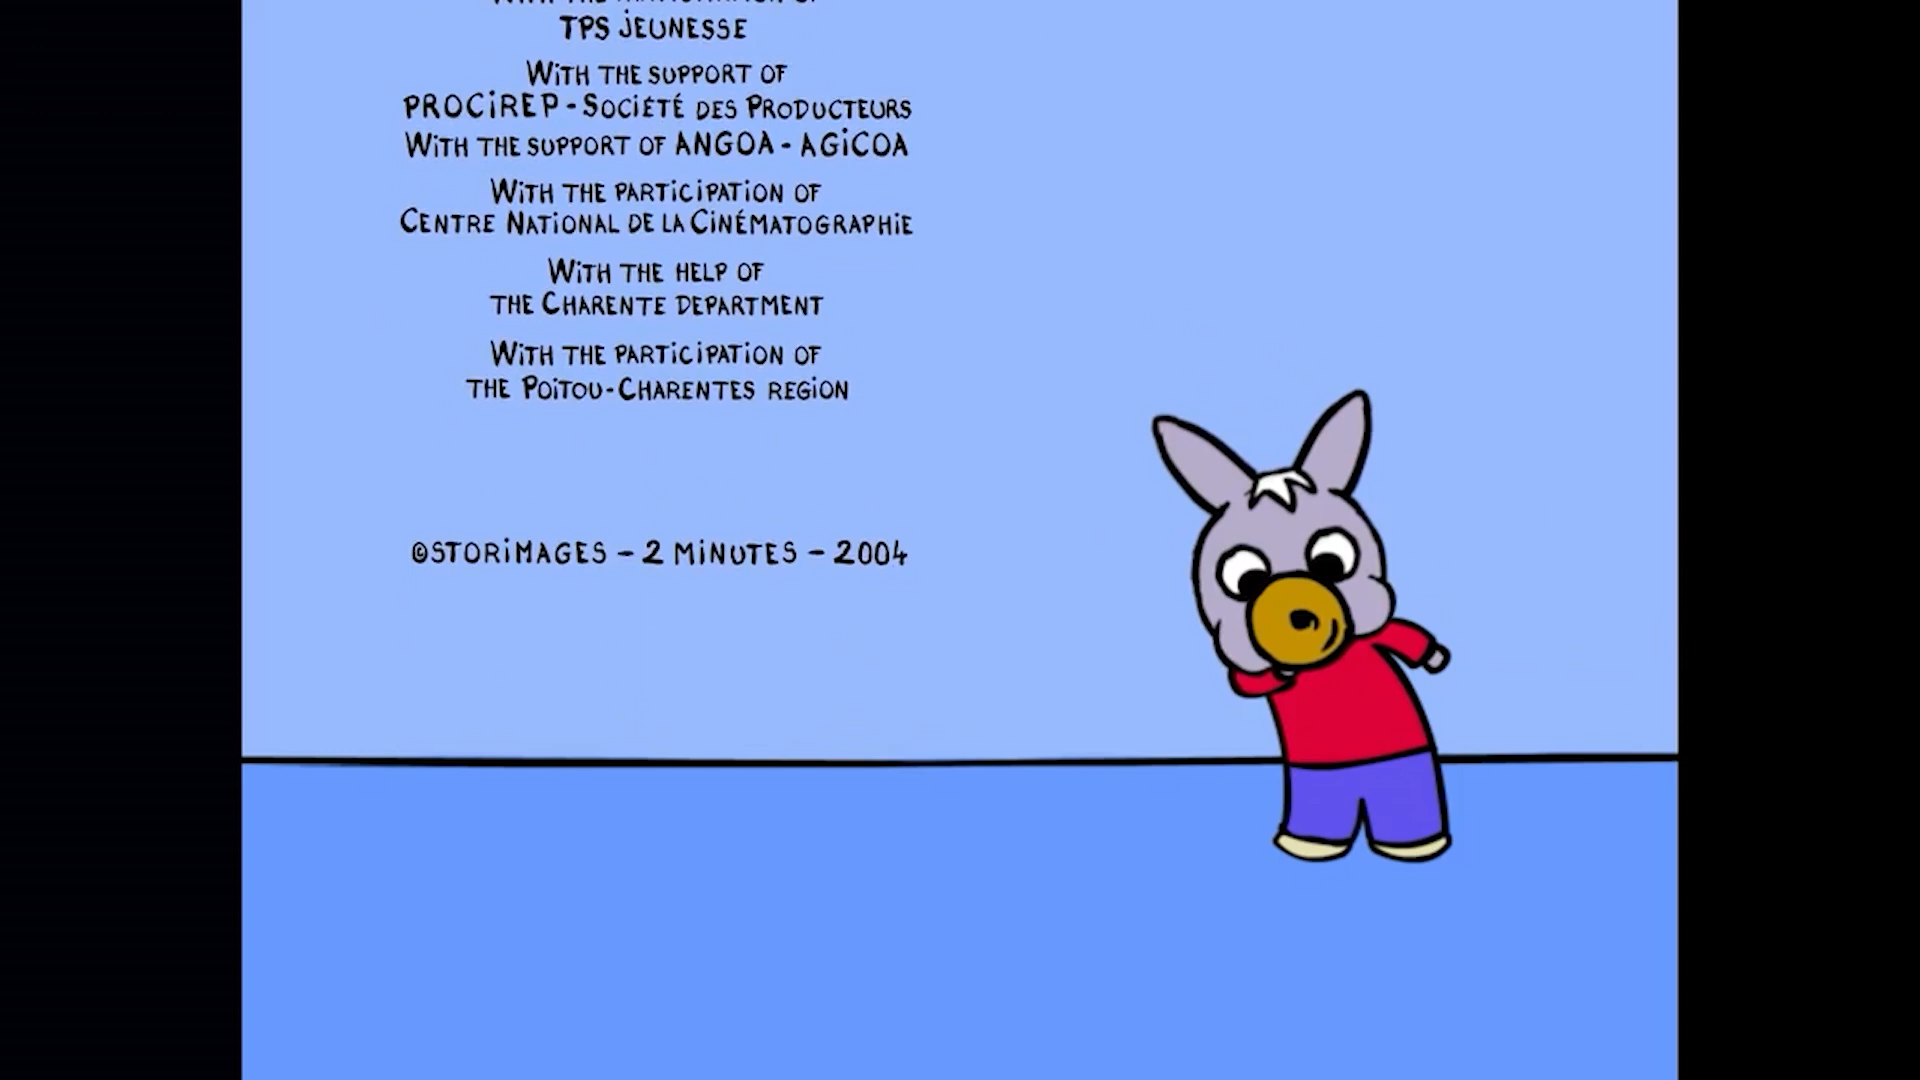 TPS JEUNESSE
WITH THE SUPPORT OF
PROCIREP - SOCIÉTÉ DES PRODUCTEURS
WITH THE SUPPORT OF ANGOA - AGICOA
WITH THE PARTICIPATION OF
CENTRE NATIONAL DE LA CINÉMATOGRAPHIE
WITH THE HELP OF
THE CHARENTE DEPARTMENT
WITH THE PARTICIPATION OF
THE POITOU-CHARENTES REGION
©STORIMAGES - 2 MINUTES - 2004